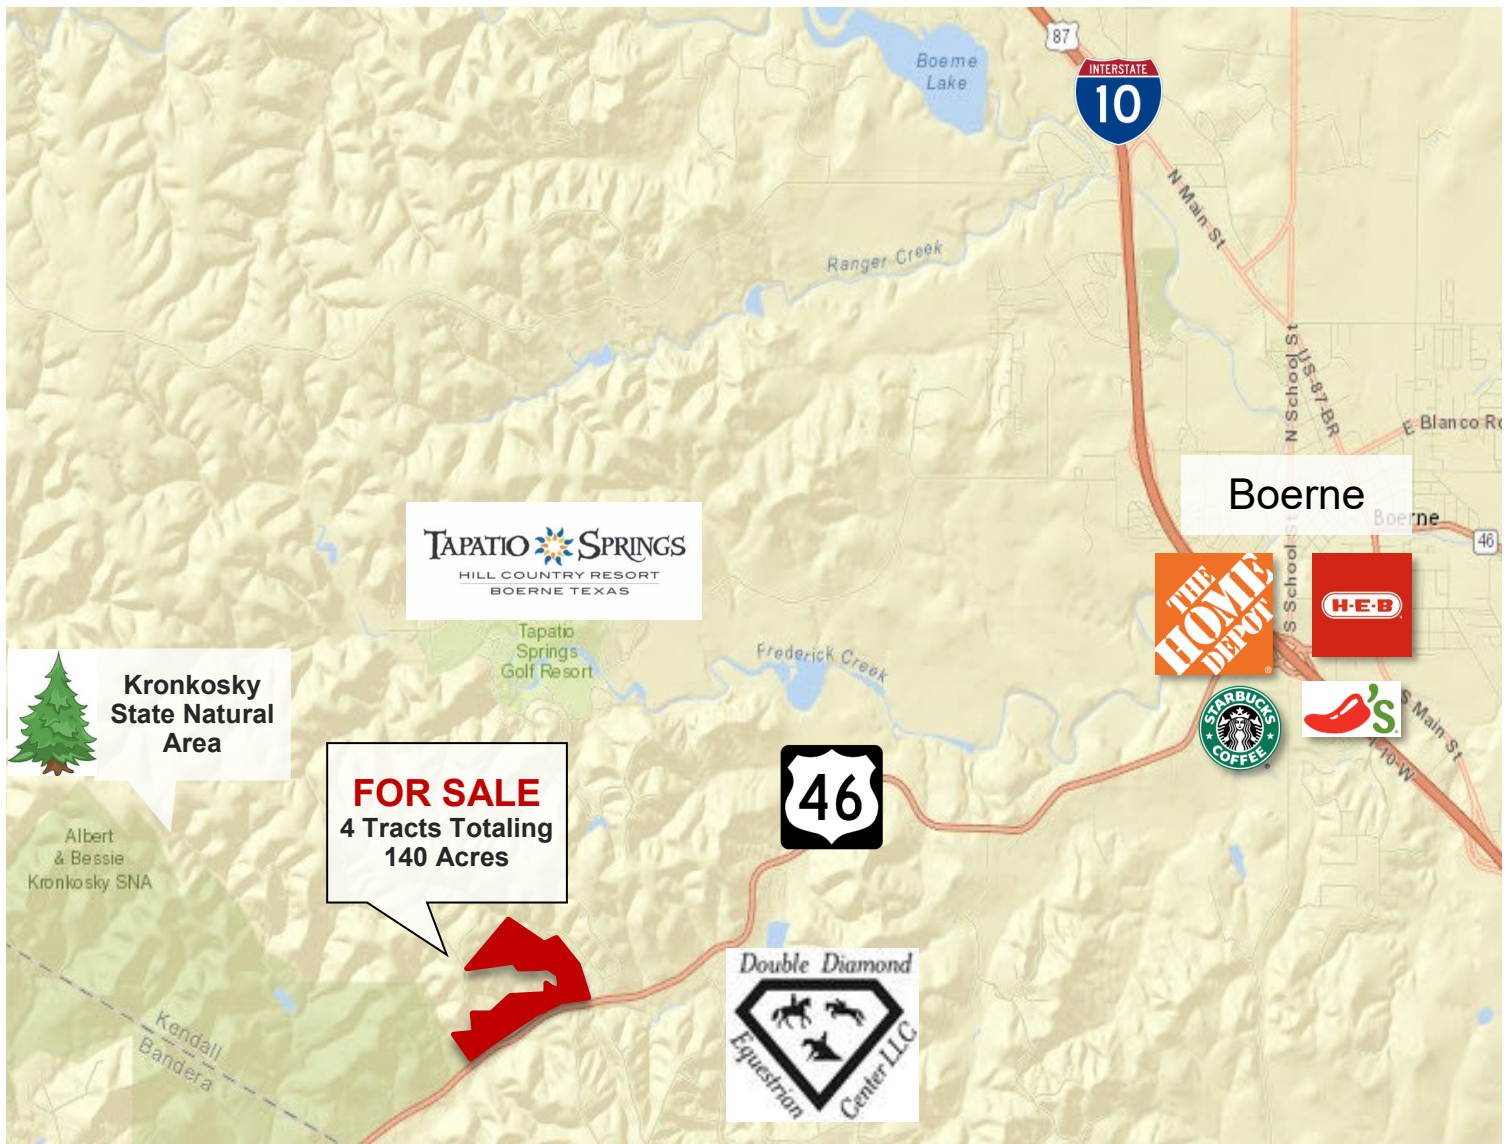 87
INTERSTATE
10
Boerne
Lake
N Main St
Ranger Creek
N School St
US-87-BR
E Blanco Rd
Boerne
Boerne
46
TAPATIO SPRINGS
HILL COUNTRY RESORT
BOERNE TEXAS
THE
HOME
DEPOT
H-E-B
S School St
Tapatio
Springs
Golf Resort
Frederick Creek
Kronkosky
State Natural
Area
STARBUCKS
COFFEE
'S
S Main St
I-10-W
FOR SALE
4 Tracts Totaling
140 Acres
46
Albert
& Bessie
Kronkosky SNA
Double Diamond
Equestrian
Center LLC
Kendall
Bandera